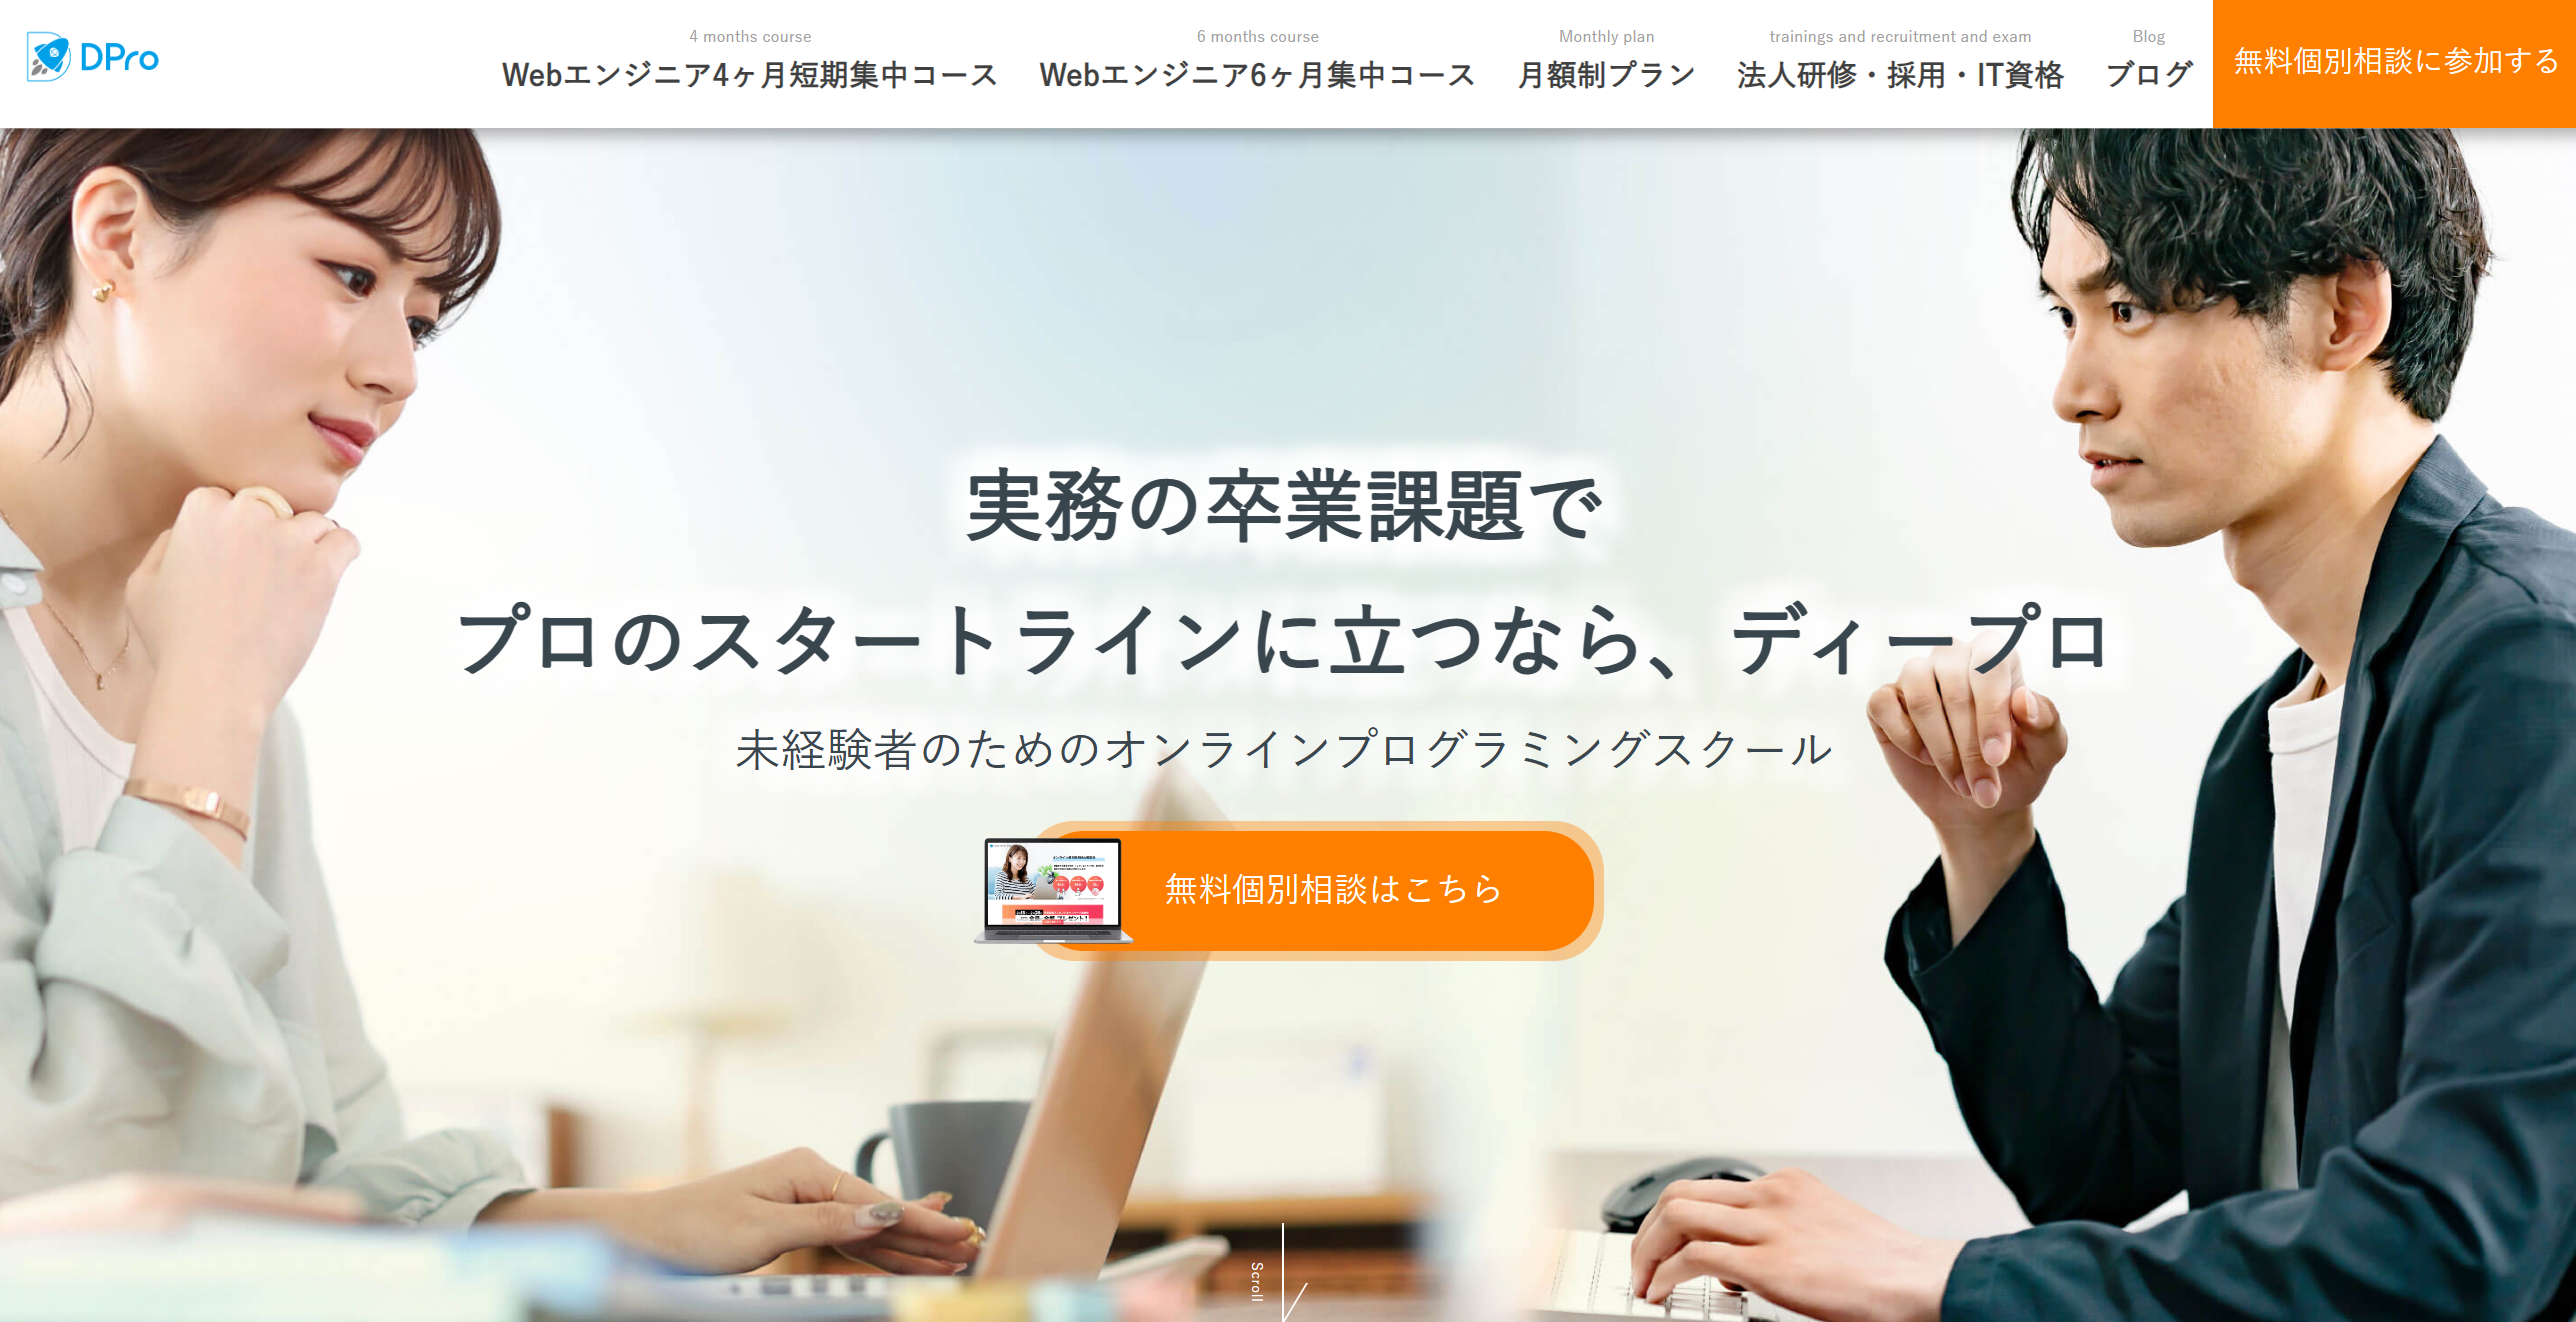 DPro
4 months course
Webエンジニア4ヶ月短期集中コース
6 months course
Webエンジニア6ヶ月集中コース
Monthly plan
月額制プラン
trainings and recruitment and exam
法人研修・採用・IT資格
Blog
ブログ
無料個別相談に参加する
実務の卒業課題で
プロのスタートラインに立つなら、ディープロ
未経験者のためのオンラインプログラミングスクール
無料個別相談はこちら
Scroll